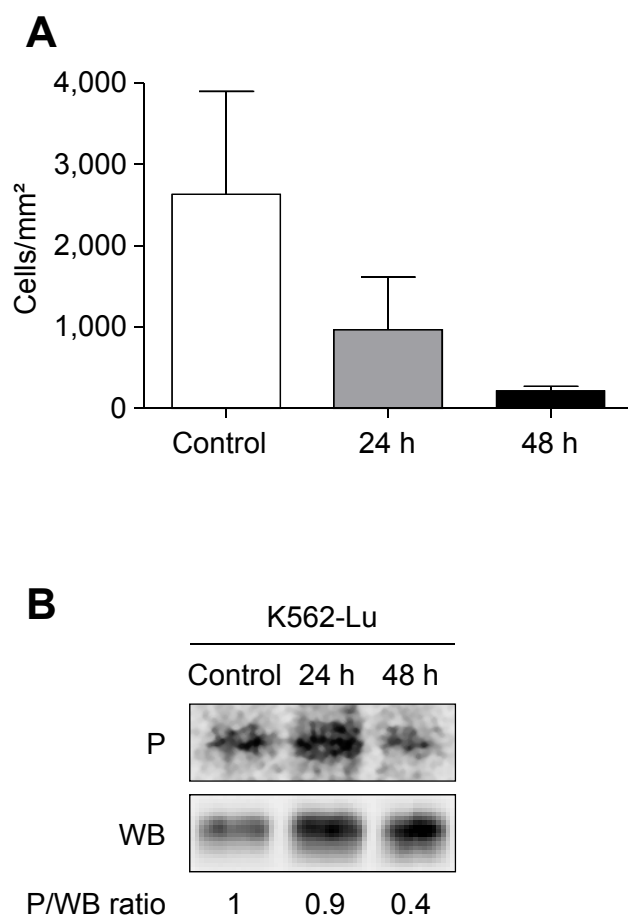 A
4,000
3,000
2,000
1,000
0
Cells/mm²
Control 24 h 48 h
B
K562-Lu
Control 24 h 48 h
P
WB
P/WB ratio 1 0.9 0.4